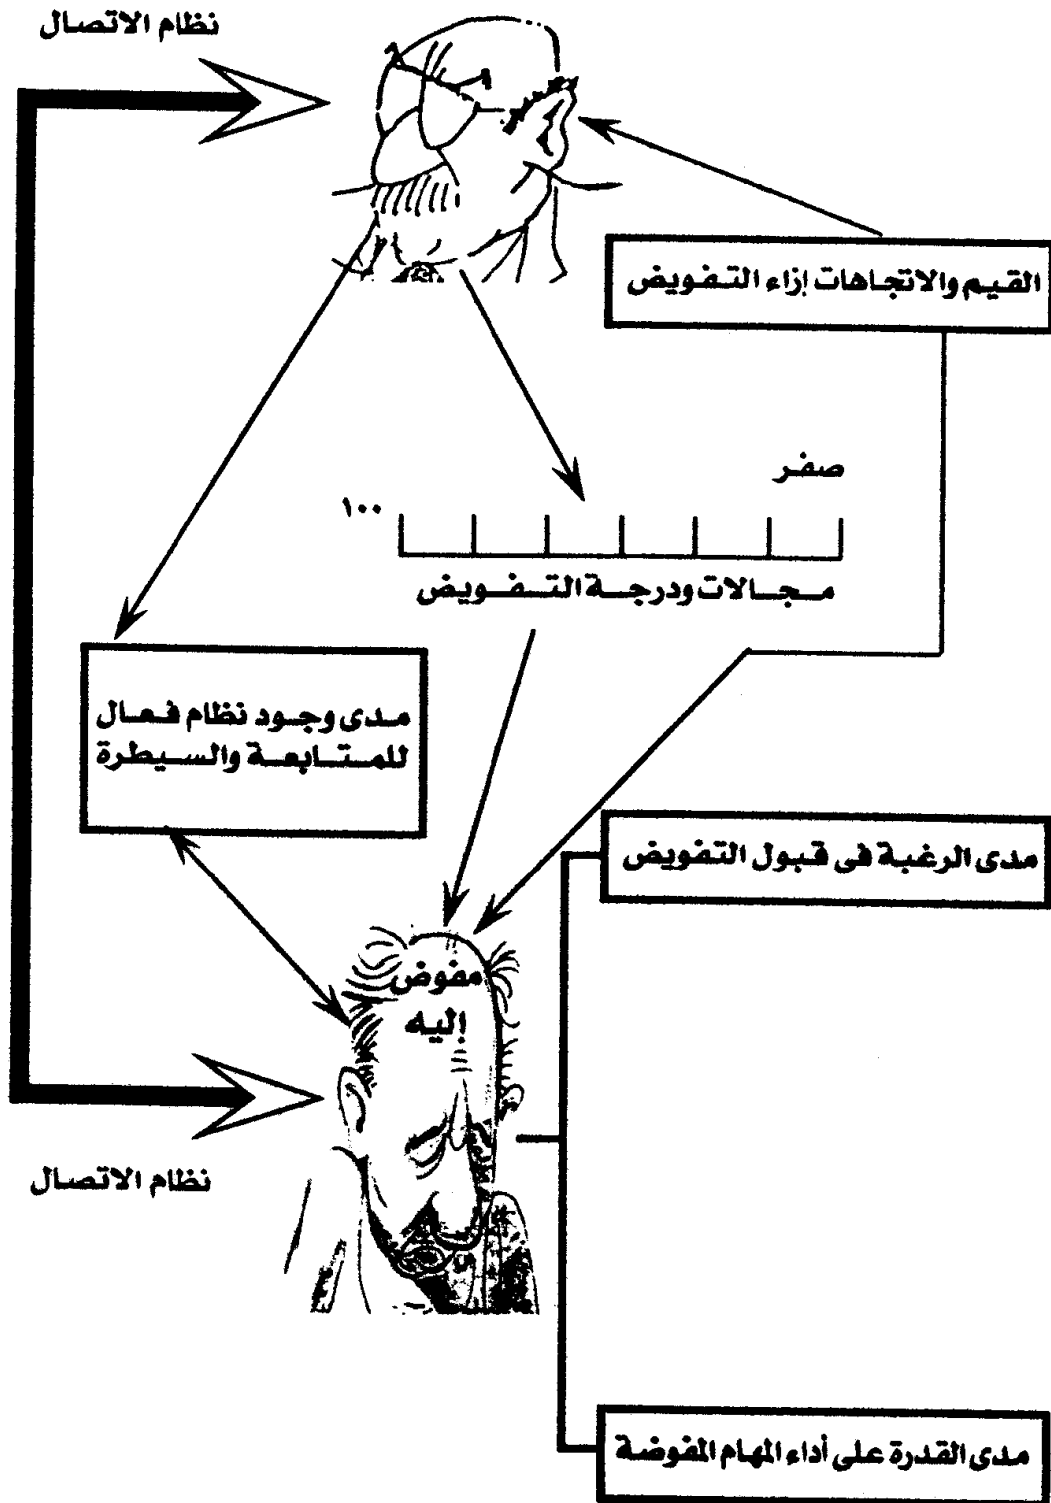 نظام الاتصال
القيم والاتجاهات إزاء التفويض
صفر
١٠٠
مجالات ودرجة التفويض
مدى وجود نظام فعال
للمتابعة والسيطرة
مدى الرغبة فى قبول التفويض
مفوض
إليه
نظام الاتصال
مدى القدرة على أداء المهام المفوضة